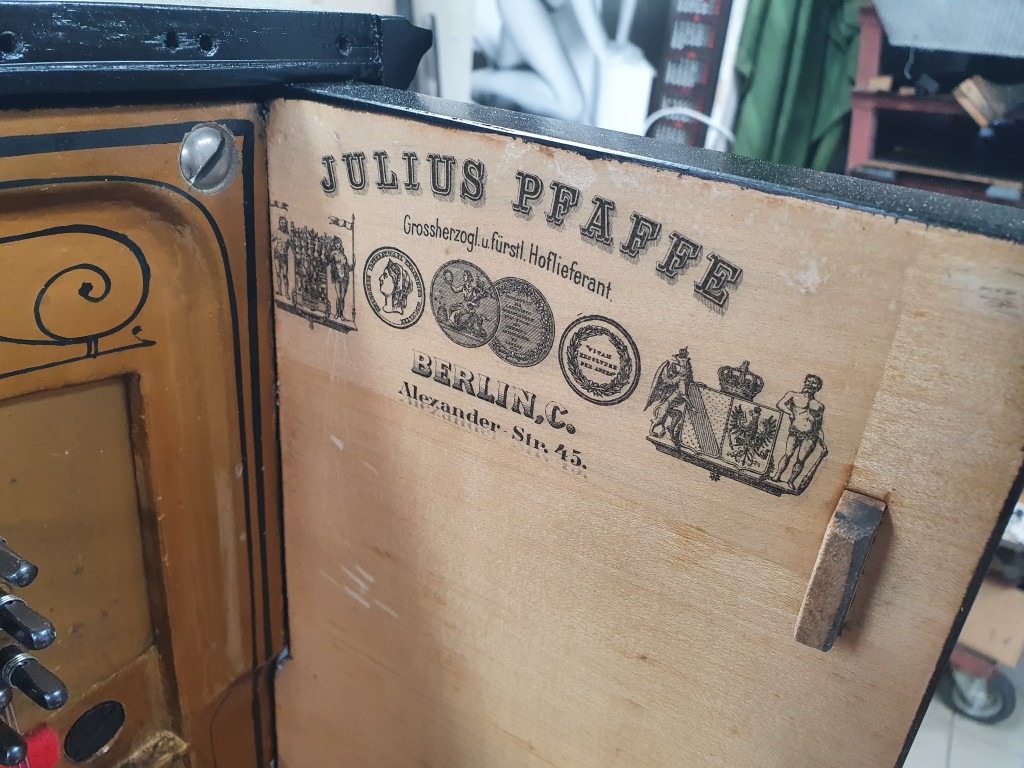 JULIUS PFAFFE
Grossherzogl. u. fürstl. Hoflieferant.
BERLIN, C.
Alexander-Str. 45.